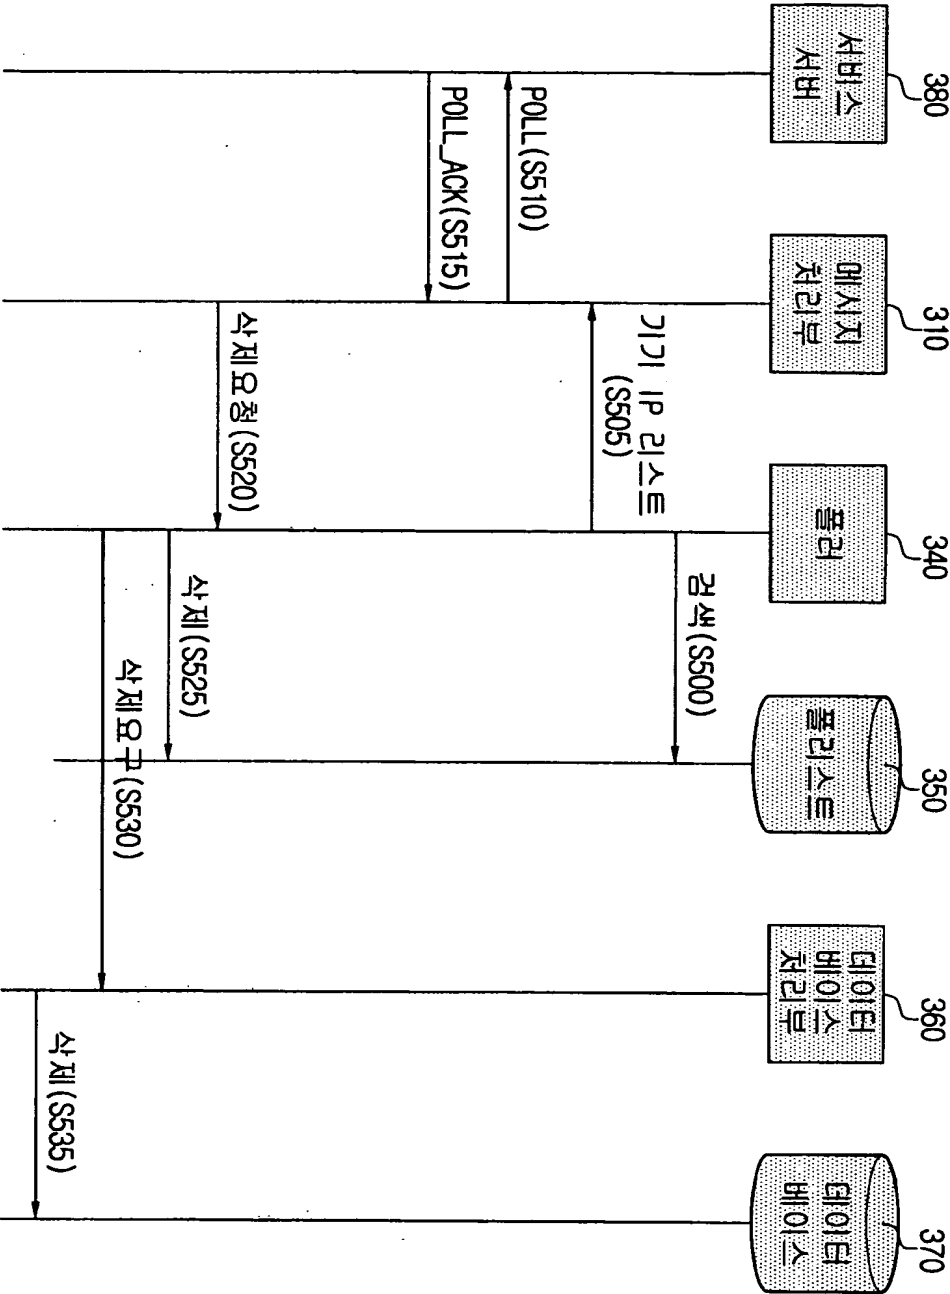 380
서비스
서버
310
메시지
처리부
340
폴러
350
폴리스트
360
데이터
베이스
처리부
370
데이터
베이스
검색(S500)
기기 IP 리스트
(S505)
POLL(S510)
POLL_ACK(S515)
삭제요청(S520)
삭제(S525)
삭제요구(S530)
삭제(S535)